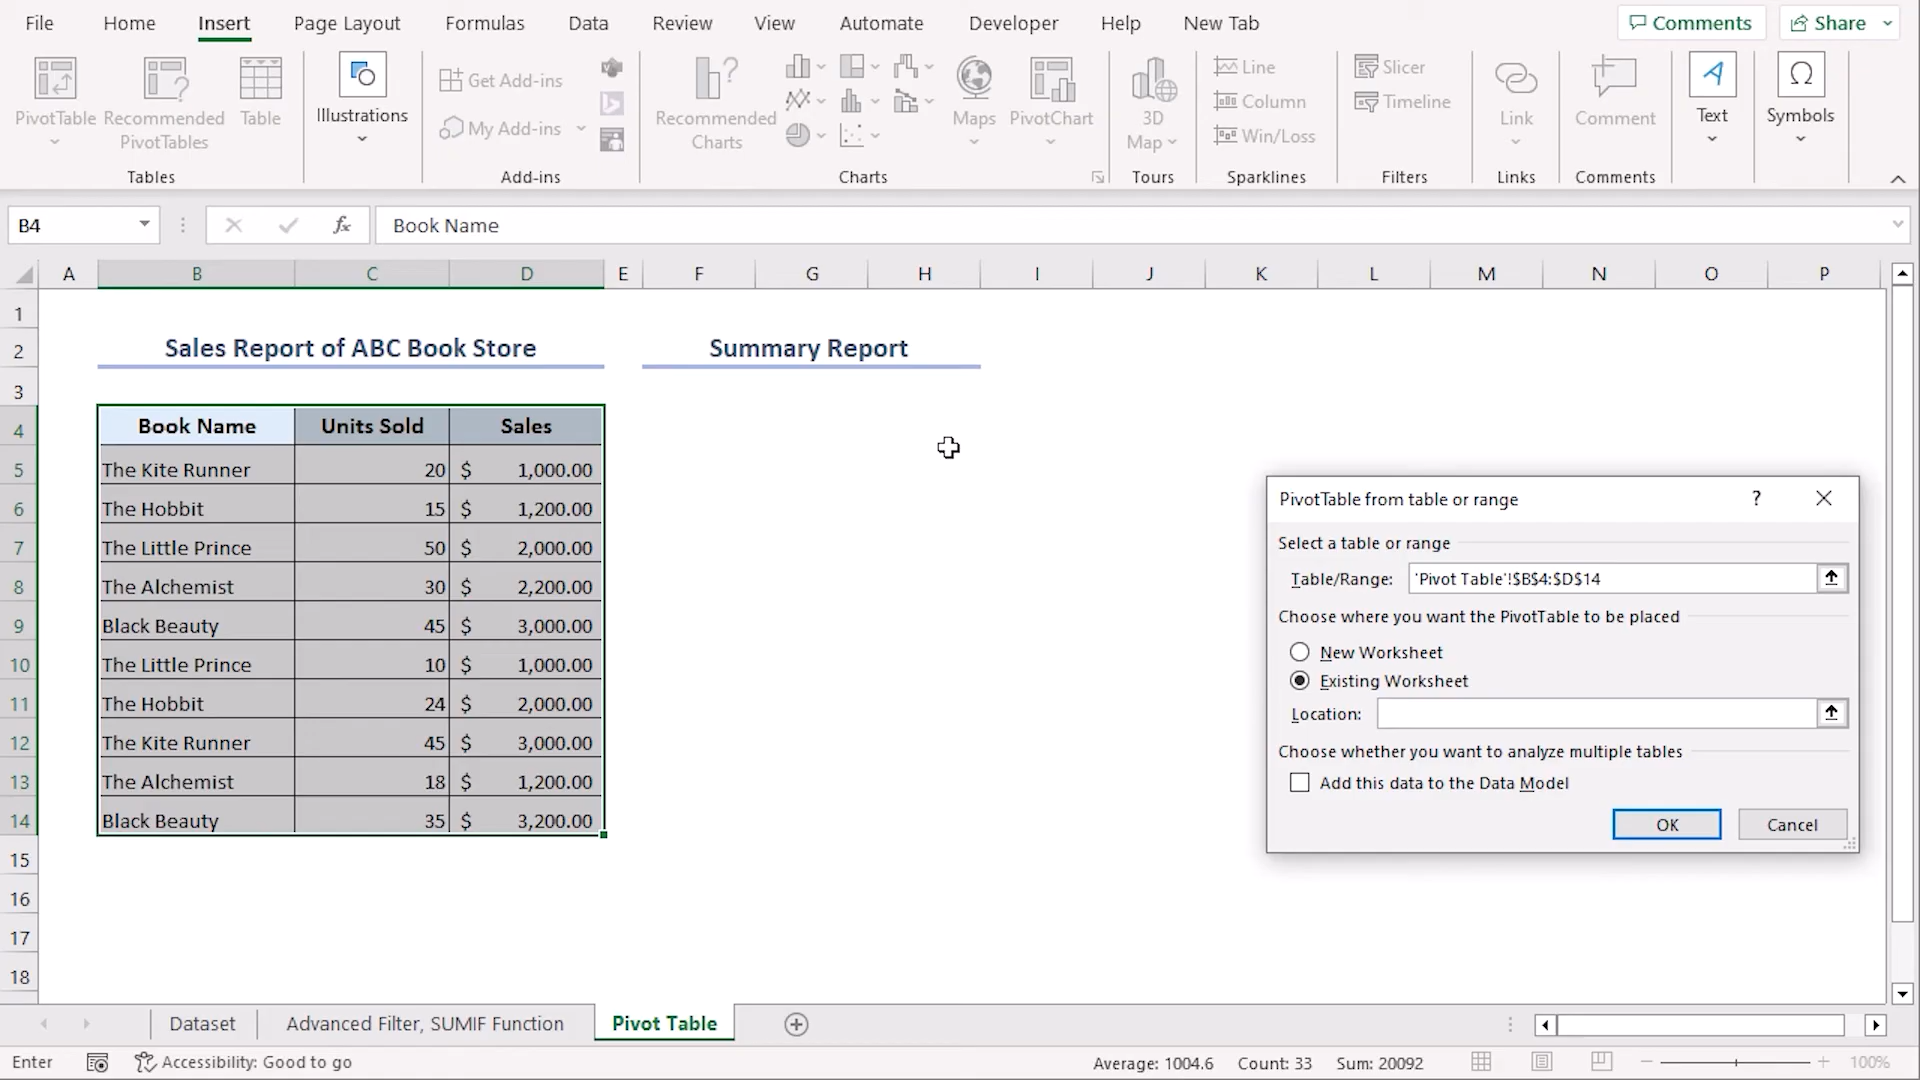 File Home Insert Page Layout Formulas Data Review View Automate Developer Help New Tab Comments Share
PivotTable Recommended PivotTables Table
Illustrations
Get Add-ins
My Add-ins
Recommended Charts
Maps PivotChart
3D Map
Line
Column
Win/Loss
Slicer
Timeline
Link
Comment
Text
Symbols
Tables Add-ins Charts Tours Sparklines Filters Links Comments
B4 fx Book Name
A B C D E F G H I J K L M N O P
1
2 Sales Report of ABC Book Store Summary Report
3
4 Book Name Units Sold Sales
5 The Kite Runner 20 $ 1,000.00
6 The Hobbit 15 $ 1,200.00
7 The Little Prince 50 $ 2,000.00
8 The Alchemist 30 $ 2,200.00
9 Black Beauty 45 $ 3,000.00
10 The Little Prince 10 $ 1,000.00
11 The Hobbit 24 $ 2,000.00
12 The Kite Runner 45 $ 3,000.00
13 The Alchemist 18 $ 1,200.00
14 Black Beauty 35 $ 3,200.00
15
16
17
18
PivotTable from table or range ?
Select a table or range
Table/Range: 'Pivot Table'!$B$4:$D$14
Choose where you want the PivotTable to be placed
New Worksheet
Existing Worksheet
Location:
Choose whether you want to analyze multiple tables
Add this data to the Data Model
OK Cancel
Dataset Advanced Filter, SUMIF Function Pivot Table
Enter Accessibility: Good to go Average: 1004.6 Count: 33 Sum: 20092 100%